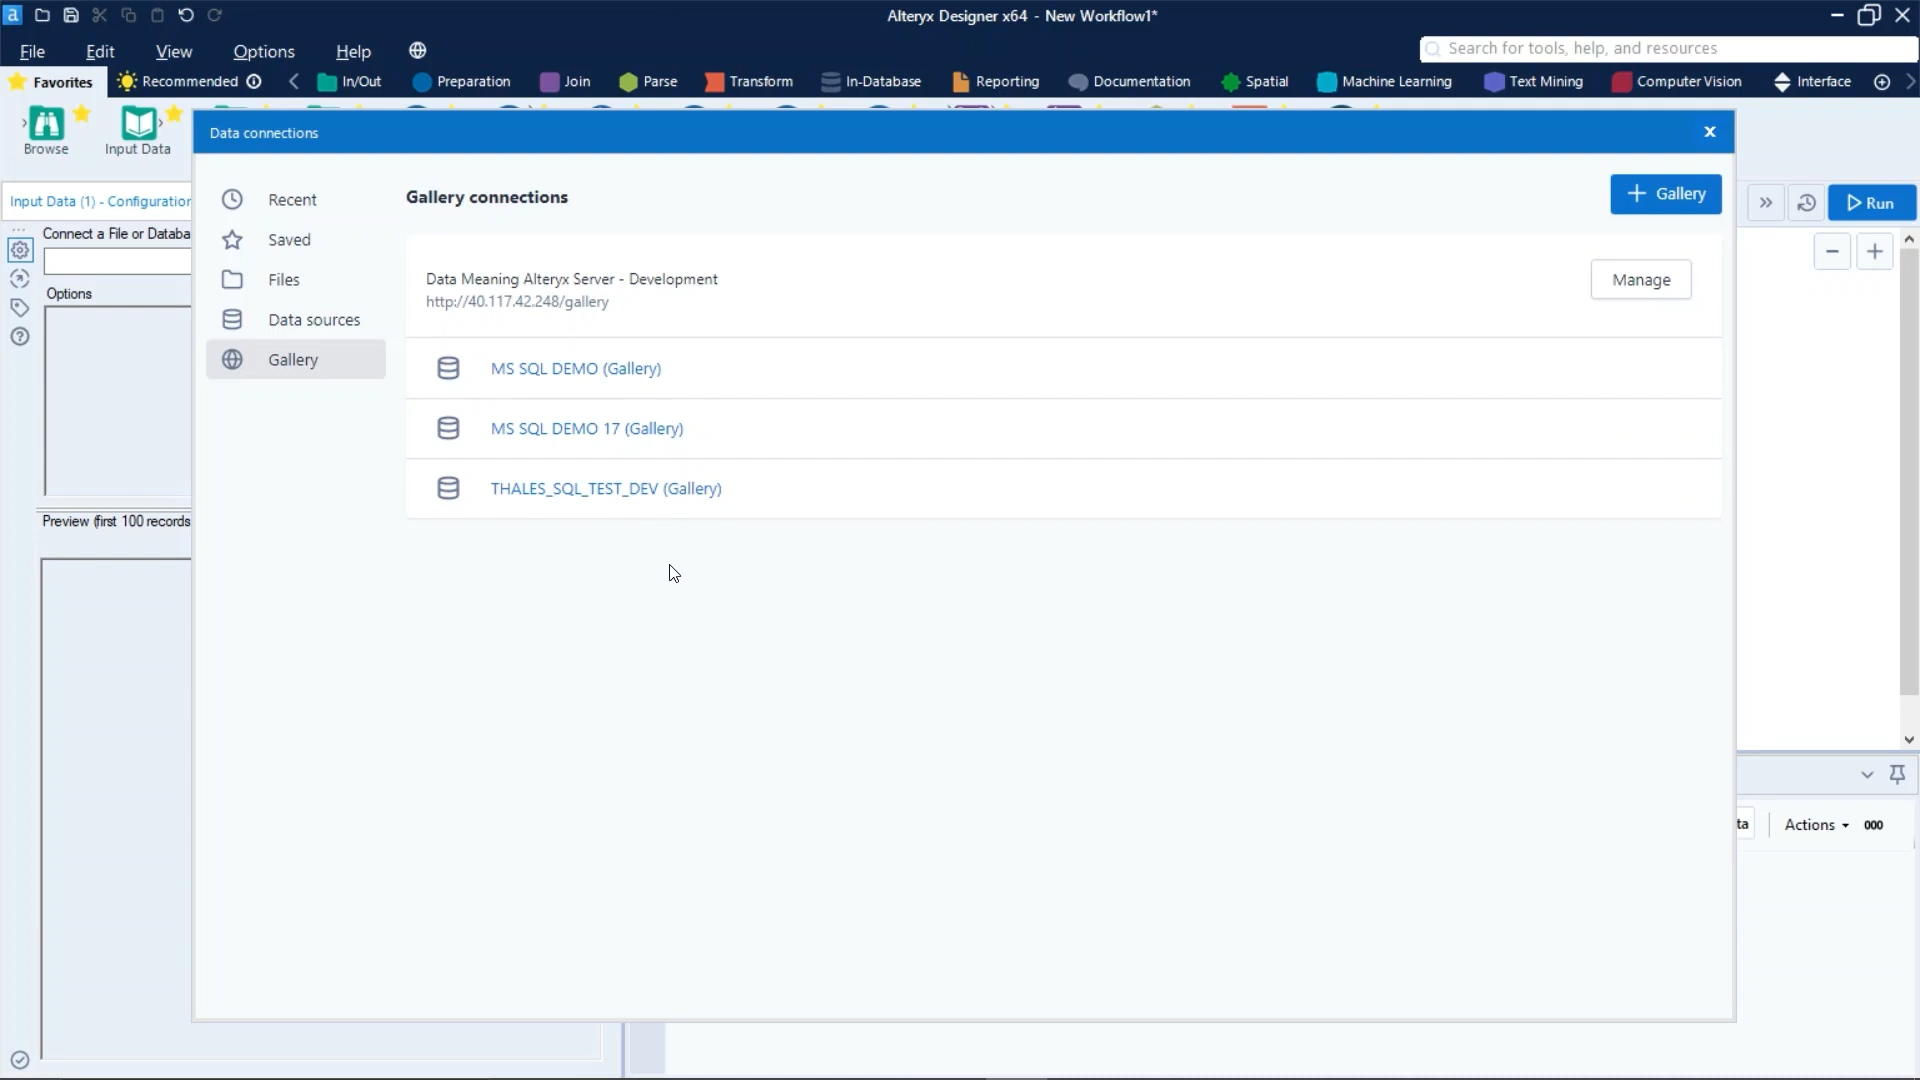 a
Alteryx Designer x64 - New Workflow1*
File Edit View Options Help
Search for tools, help, and resources
Favorites Recommended In/Out Preparation Join Parse Transform In-Database Reporting Documentation Spatial Machine Learning Text Mining Computer Vision Interface
Browse Input Data
Data connections
Input Data (1) - Configuration
Connect a File or Databa
Options
Preview (first 100 records
Recent
Saved
Files
Data sources
Gallery
Gallery connections
Gallery
Data Meaning Alteryx Server - Development
http://40.117.42.248/gallery
Manage
MS SQL DEMO (Gallery)
MS SQL DEMO 17 (Gallery)
THALES_SQL_TEST_DEV (Gallery)
Run
ta Actions 000